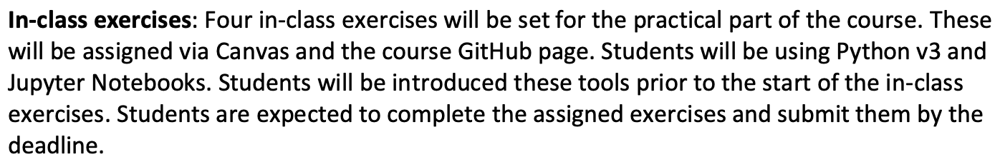 In-class exercises: Four in-class exercises will be set for the practical part of the course. These
will be assigned via Canvas and the course GitHub page. Students will be using Python v3 and
Jupyter Notebooks. Students will be introduced these tools prior to the start of the in-class
exercises. Students are expected to complete the assigned exercises and submit them by the
deadline.